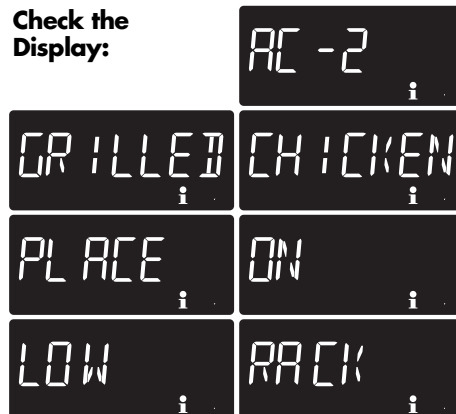 Check the
Display:
AC-2
i
GRILLED CHICKEN
i i
PLACE ON
i i
LOW RACK
i i